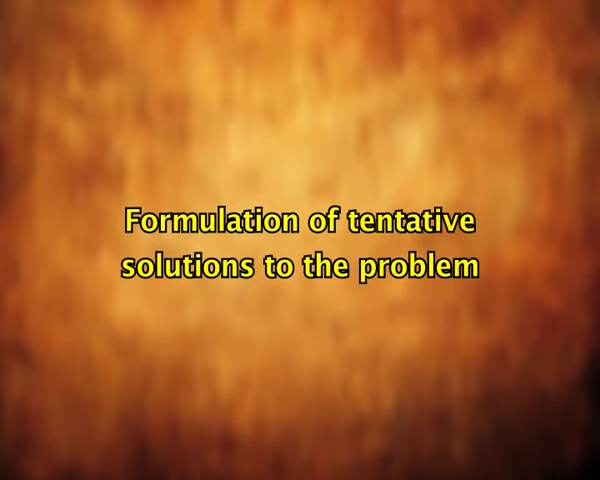 Formulation of tentative
solutions to the problem